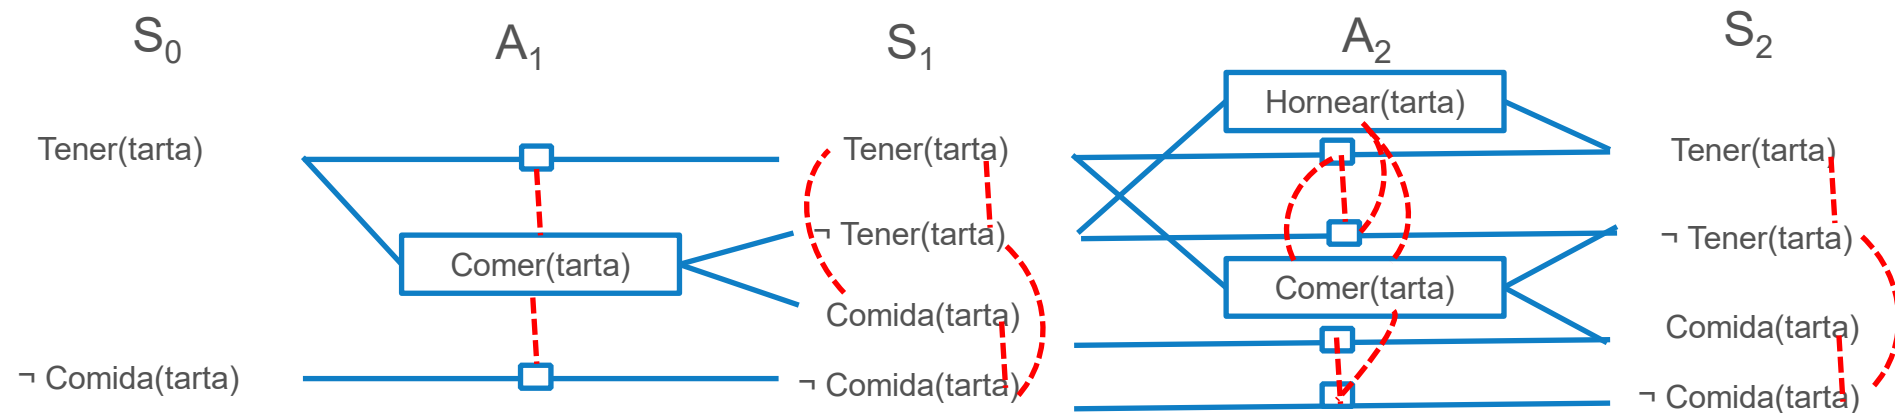 S₀ A₁ S₁ A₂ S₂
Hornear(tarta)
Tener(tarta) Tener(tarta) Tener(tarta)
¬ Tener(tarta) ¬ Tener(tarta)
Comer(tarta) Comer(tarta)
Comida(tarta) Comida(tarta)
¬ Comida(tarta) ¬ Comida(tarta) ¬ Comida(tarta)